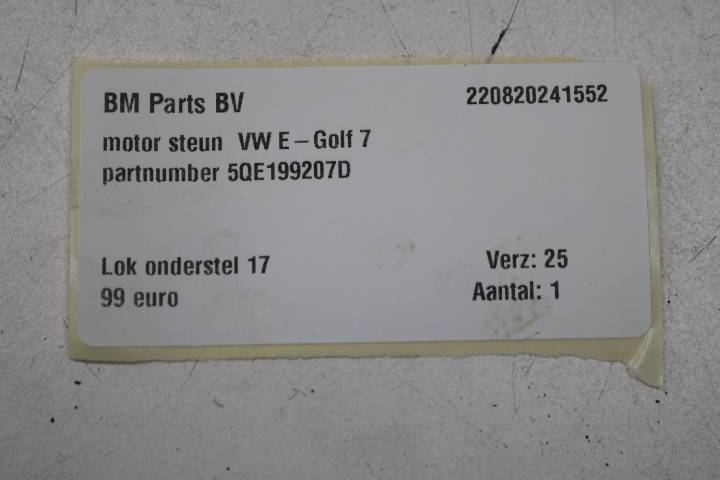 BM Parts BV 220820241552
motor steun VW E-Golf 7
partnumber 5QE199207D
Lok onderstel 17 Verz: 25
99 euro Aantal: 1